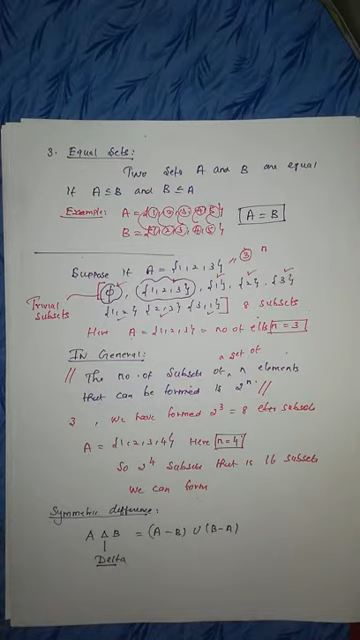 3. Equal Sets:
Two sets A and B are equal
If A ⊆ B and B ⊆ A
Example: A = {1, 2, 3, 4, 5} A = B
B = {1, 2, 3, 4, 5}
Suppose if A = {1, 2, 3} // 3 n
[ϕ, {1, 2, 3}, {1}, {2}, {3}
Trivial subsets
{1, 2} {2, 3} {3, 1}] 8 subsets
Here A = {1, 2, 3} = no of elts n = 3
IN General:
// The no. of subsets of a set of n elements
that can be formed is 2ⁿ. //
3, we have formed 2³ = 8 subsets
A = {1, 2, 3, 4} Here n = 4
So 2⁴ subsets that is 16 subsets
we can form
Symmetric difference:
A Δ B = (A – B) ∪ (B – A)
Delta